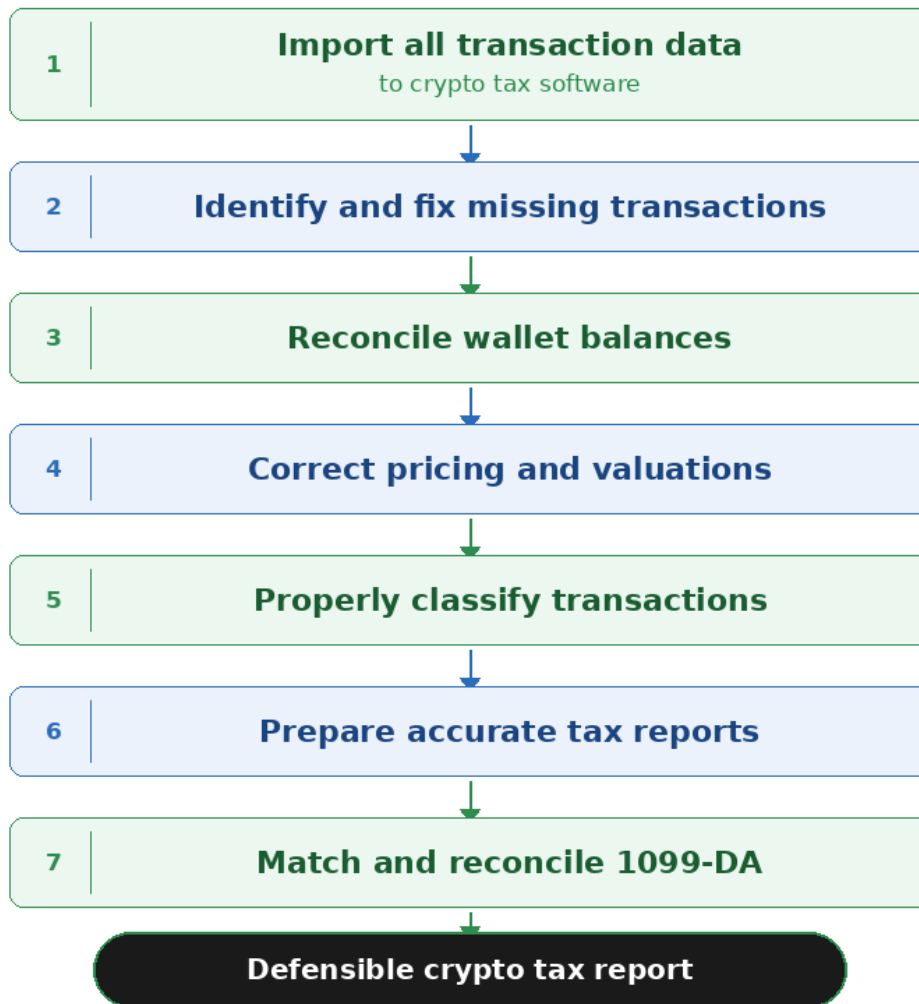 1
Import all transaction data
to crypto tax software
2
Identify and fix missing transactions
3
Reconcile wallet balances
4
Correct pricing and valuations
5
Properly classify transactions
6
Prepare accurate tax reports
7
Match and reconcile 1099-DA
Defensible crypto tax report